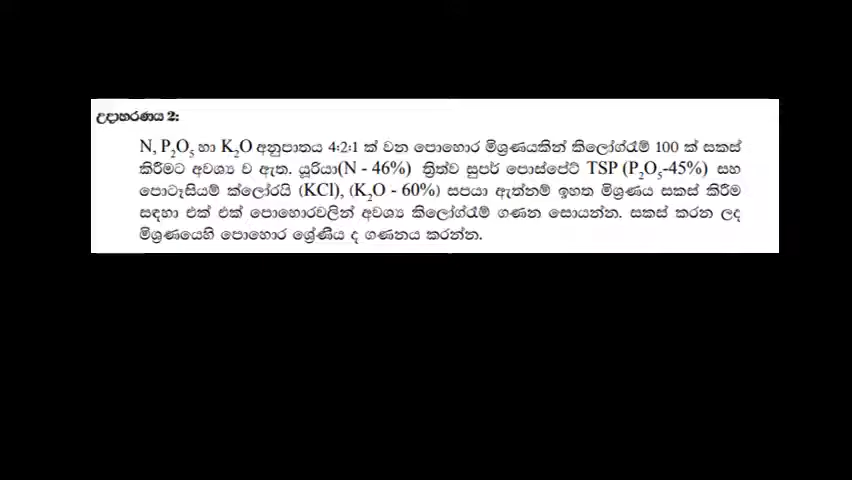 උදාහරණය 2:
N, P₂O₅ හා K₂O අනුපාතය 4:2:1 ක් වන පොහොර මිශ්‍රණයකින් කිලෝග්රෑම් 100 ක් සකස්
කිරීමට අවශ්‍ය ව ඇත. යූරියා(N - 46%) ත්‍රිත්ව සුපර් පොස්පේට් TSP (P₂O₅-45%) සහ
පොටෑසියම් ක්ලෝරයි (KCl), (K₂O - 60%) සපයා ඇත්නම් ඉහත මිශ්‍රණය සකස් කිරීම
සඳහා එක් එක් පොහොරවලින් අවශ්‍ය කිලෝග්රෑම් ගණන සොයන්න. සකස් කරන ලද
මිශ්‍රණයෙහි පොහොර ශ්‍රේණිය ද ගණනය කරන්න.